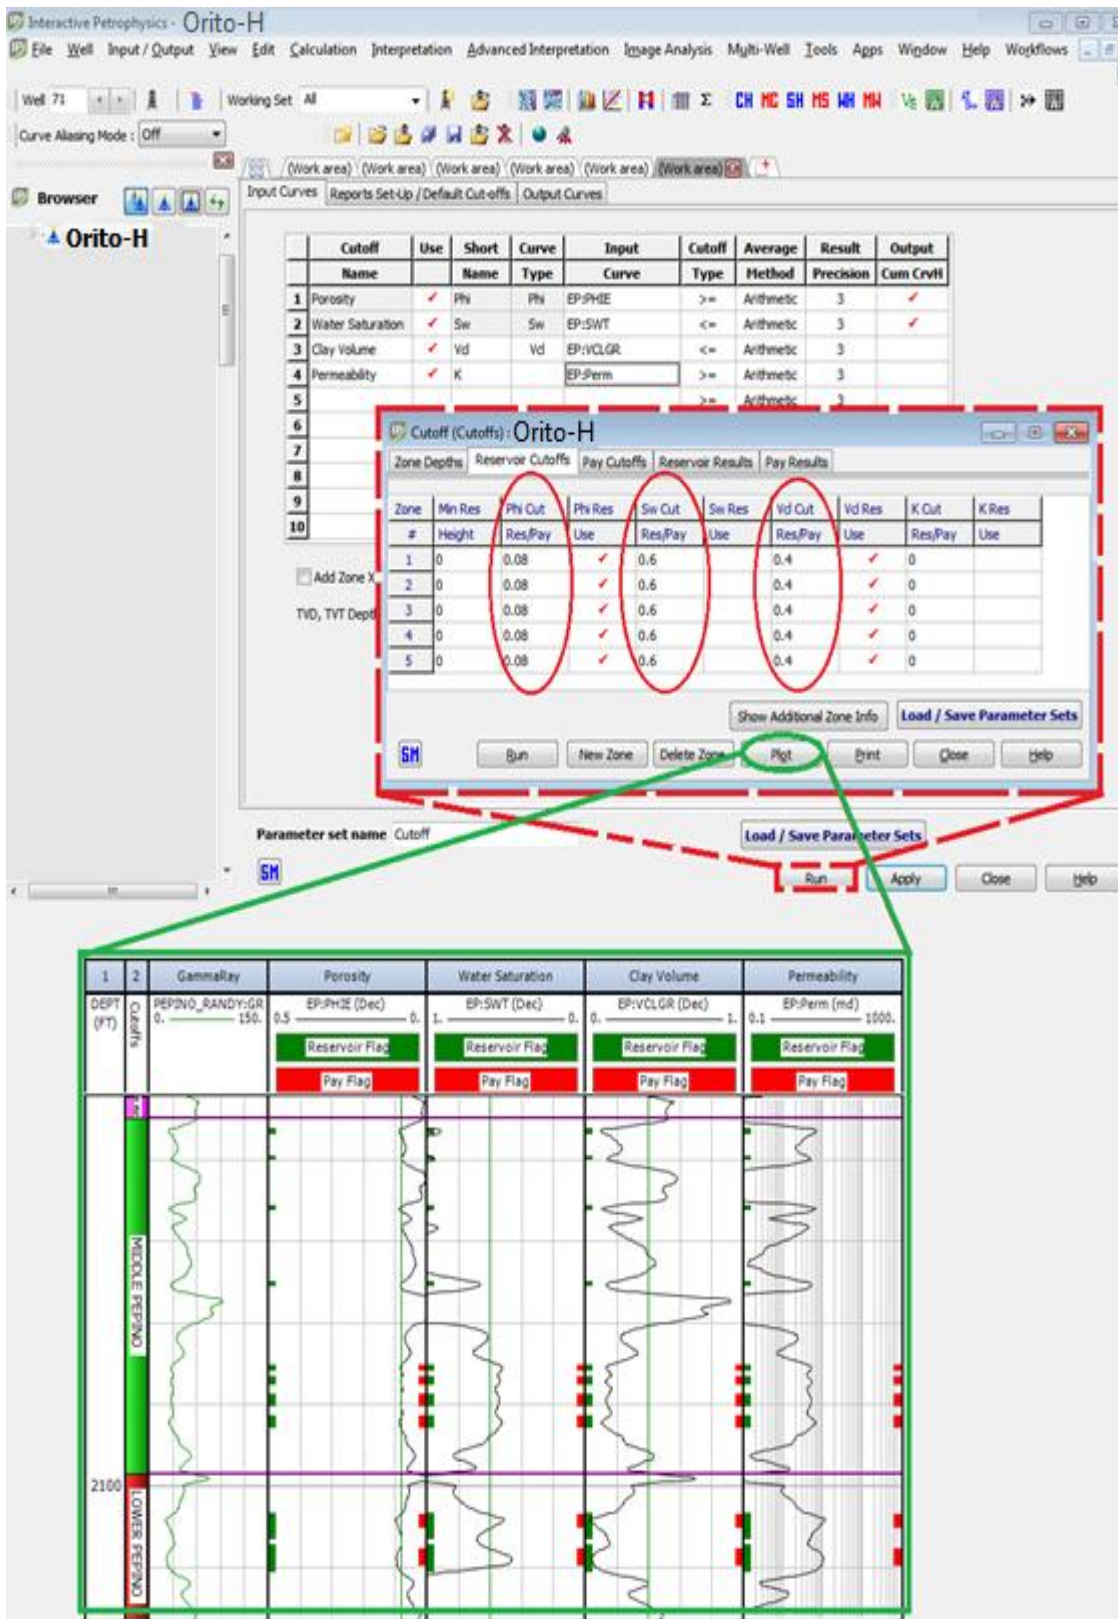 Interactive Petrophysics - Orito-H
File Well Input / Output View Edit Calculation Interpretation Advanced Interpretation Image Analysis Multi-Well Tools Apps Window Help Workflows
Well 71 Working Set All Σ CH MC SH MS WH MW
Curve Aliasing Mode : Off
(Work area) (Work area) (Work area) (Work area) (Work area) (Work area)
Browser
Input Curves Reports Set-Up / Default Cut-offs Output Curves
Orito-H
Cutoff Use Short Curve Input Cutoff Average Result Output
Name Name Type Curve Type Method Precision Cum CrvH
1 Porosity ✓ Phi Phi EP:PHIE >= Arithmetic 3 ✓
2 Water Saturation ✓ Sw Sw EP:SWT <= Arithmetic 3 ✓
3 Clay Volume ✓ Vcl Vcl EP:VCLGR <= Arithmetic 3
4 Permeability ✓ K EP:Perm >= Arithmetic 3
5 >= Arithmetic 3
6
7
8
9
10
Add Zone X
TVD, TVT Dept
Cutoff (Cutoffs) : Orito-H
Zone Depths Reservoir Cutoffs Pay Cutoffs Reservoir Results Pay Results
Zone Min Res Phi Cut Phi Res Sw Cut Sw Res Vcl Cut Vcl Res K Cut K Res
# Height Res/Pay Use Res/Pay Use Res/Pay Use Res/Pay Use
1 0 0.08 ✓ 0.6 0.4 ✓ 0
2 0 0.08 ✓ 0.6 0.4 ✓ 0
3 0 0.08 ✓ 0.6 0.4 ✓ 0
4 0 0.08 ✓ 0.6 0.4 ✓ 0
5 0 0.08 ✓ 0.6 0.4 ✓ 0
Show Additional Zone Info Load / Save Parameter Sets
SM Run New Zone Delete Zone Plot Print Close Help
Parameter set name Cutoff Load / Save Parameter Sets
SM Run Apply Close Help
1 2 GammaRay Porosity Water Saturation Clay Volume Permeability
DEPT (FT) Cutoffs PEPINO_RANDY:GR EP:PHIE (Dec) EP:SWT (Dec) EP:VCLGR (Dec) EP:Perm (md)
0. 150. 0.5 0. 1. 0. 0. 1. 0.1 1000.
Reservoir Flag Reservoir Flag Reservoir Flag Reservoir Flag
Pay Flag Pay Flag Pay Flag Pay Flag
MIDDLE PEPINO
2100
LOWER PEPINO